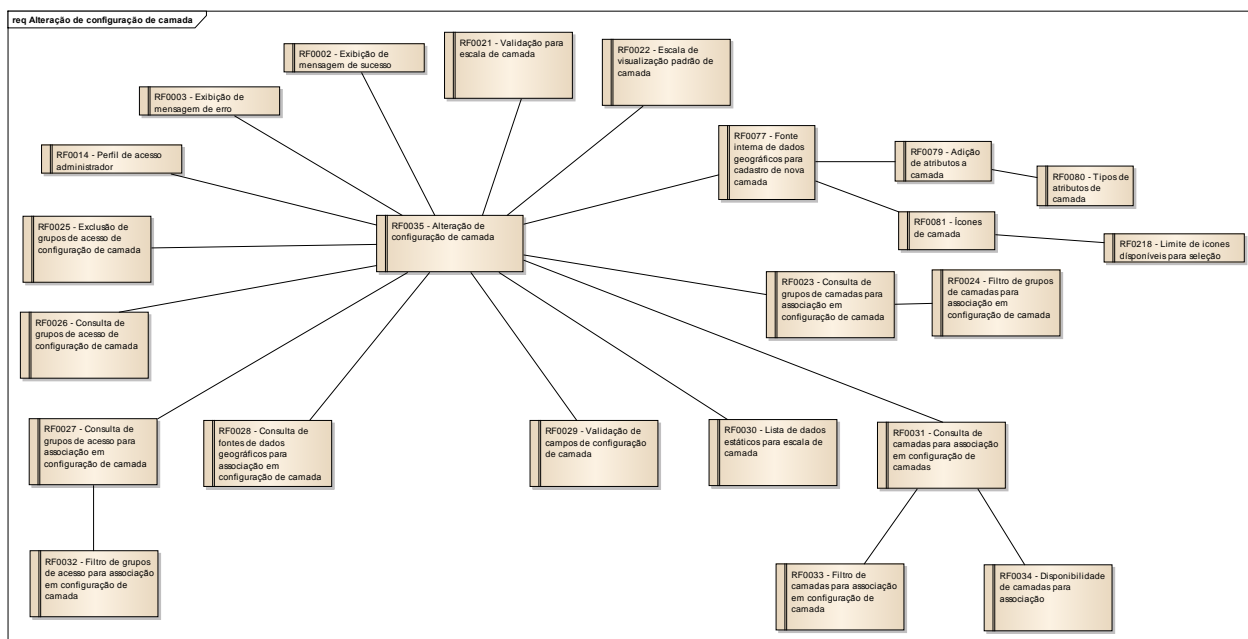 req Alteração de configuração de camada
RF0002 - Exibição de
mensagem de sucesso
RF0021 - Validação para
escala de camada
RF0022 - Escala de
visualização padrão de
camada
RF0003 - Exibição de
mensagem de erro
RF0014 - Perfil de acesso
administrador
RF0077 - Fonte
interna de dados
geográficos para
cadastro de nova
camada
RF0079 - Adição
de atributos a
camada
RF0080 - Tipos de
atributos de
camada
RF0025 - Exclusão de
grupos de acesso de
configuração de camada
RF0035 - Alteração de
configuração de camada
RF0081 - Ícones
de camada
RF0218 - Limite de icones
disponíveis para seleção
RF0023 - Consulta de
grupos de camadas para
associação em
configuração de camada
RF0024 - Filtro de grupos
de camadas para
associação em
configuração de camada
RF0026 - Consulta de
grupos de acesso de
configuração de camada
RF0027 - Consulta de
grupos de acesso para
associação em
configuração de camada
RF0028 - Consulta de
fontes de dados
geográficos para
associação em
configuração de camada
RF0029 - Validação de
campos de configuração
de camada
RF0030 - Lista de dados
estáticos para escala de
camada
RF0031 - Consulta de
camadas para associação
em configuração de
camadas
RF0032 - Filtro de grupos
de acesso para associação
em configuração de
camada
RF0033 - Filtro de
camadas para associação
em configuração de
camada
RF0034 - Disponibilidade
de camadas para
associação